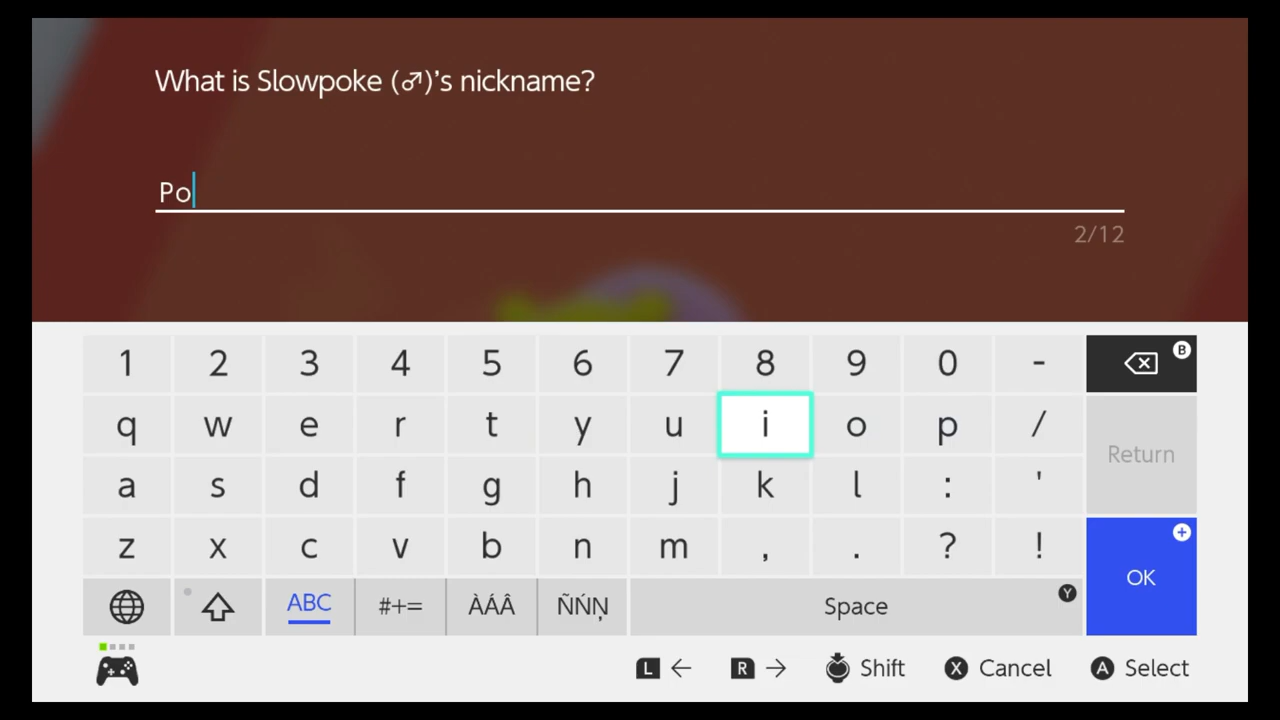 What is Slowpoke (♂)'s nickname?
Po
2/12
1 2 3 4 5 6 7 8 9 0 - B
q w e r t y u i o p / Return
a s d f g h j k l : '
z x c v b n m , . ? ! + OK
ABC #+= ÀÁÂ ÑŃŅ Space Y
L ← R → Shift X Cancel A Select